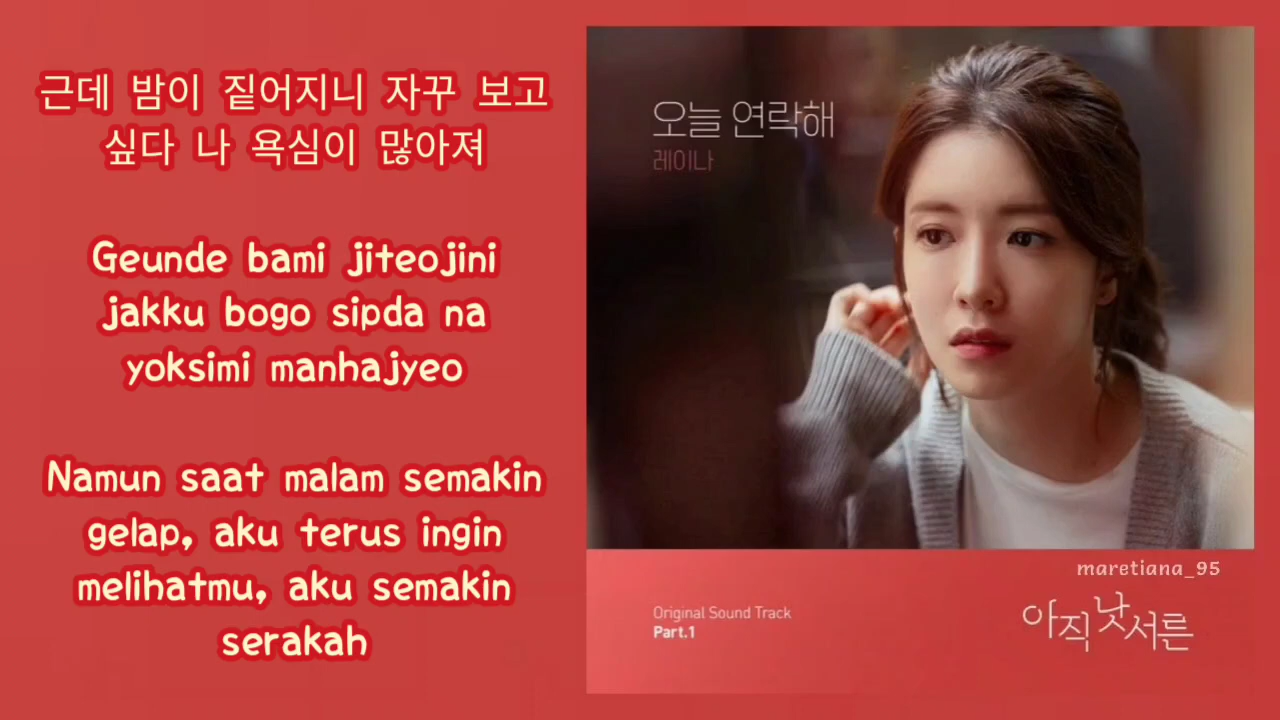 근데 밤이 짙어지니 자꾸 보고
싶다 나 욕심이 많아져
Geunde bami jiteojini
jakku bogo sipda na
yoksimi manhajyeo
Namun saat malam semakin
gelap, aku terus ingin
melihatmu, aku semakin
serakah
오늘 연락해
레이나
maretiana_95
Original Sound Track
Part.1
아직 낫서른